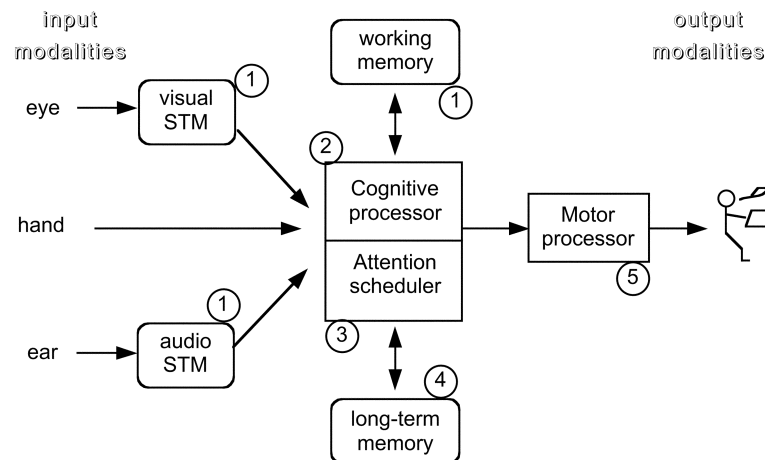 input
modalities
output
modalities
working
memory
1
1
visual
STM
eye
2
Cognitive
processor
hand
Motor
processor
5
Attention
scheduler
3
1
audio
STM
ear
4
long-term
memory